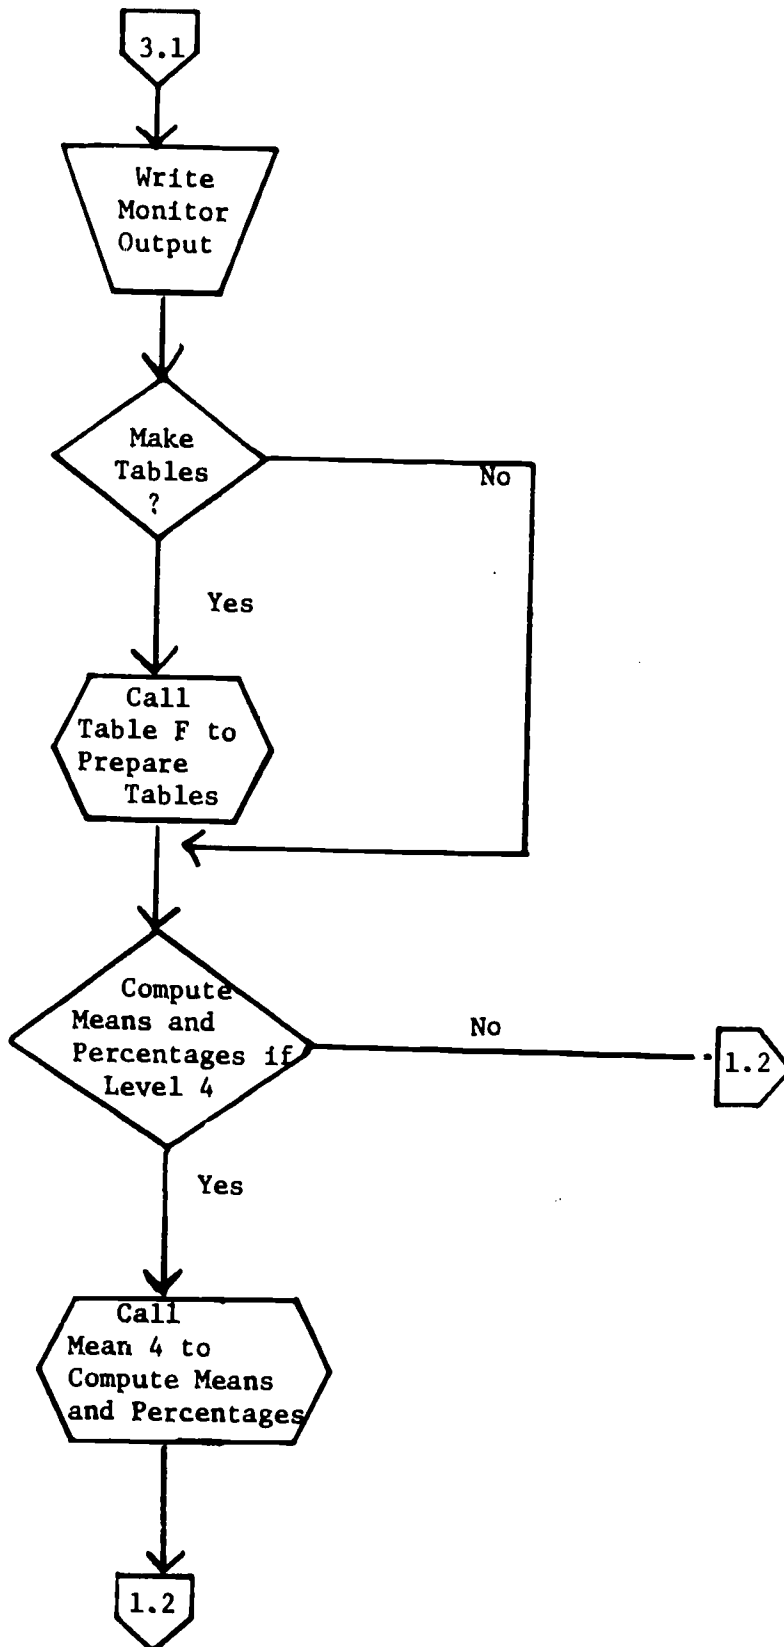 3.1
Write
Monitor
Output
Make
Tables
?
No
Yes
Call
Table F to
Prepare
Tables
Compute
Means and
Percentages if
Level 4
No
1.2
Yes
Call
Mean 4 to
Compute Means
and Percentages
1.2